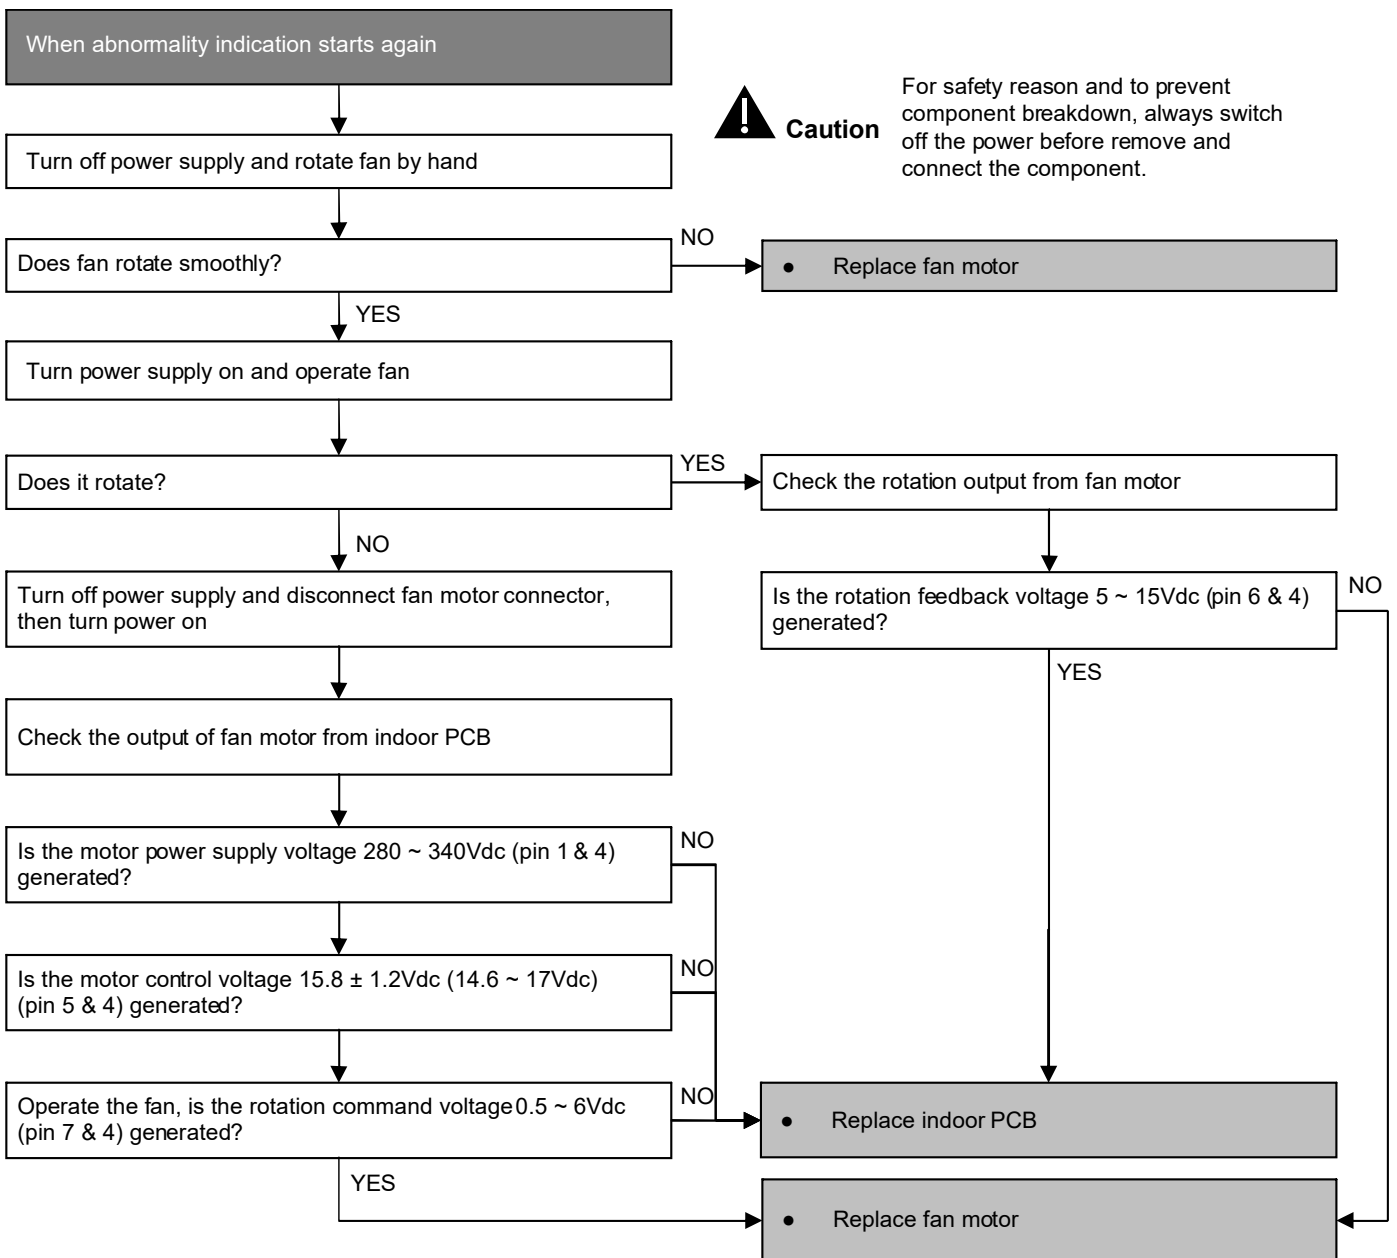 When abnormality indication starts again
Caution
For safety reason and to prevent
component breakdown, always switch
off the power before remove and
connect the component.
Turn off power supply and rotate fan by hand
Does fan rotate smoothly?
NO
● Replace fan motor
YES
Turn power supply on and operate fan
Does it rotate?
YES
Check the rotation output from fan motor
NO
Turn off power supply and disconnect fan motor connector,
then turn power on
Is the rotation feedback voltage 5 ~ 15Vdc (pin 6 & 4)
generated?
NO
YES
Check the output of fan motor from indoor PCB
Is the motor power supply voltage 280 ~ 340Vdc (pin 1 & 4)
generated?
NO
Is the motor control voltage 15.8 ± 1.2Vdc (14.6 ~ 17Vdc)
(pin 5 & 4) generated?
NO
Operate the fan, is the rotation command voltage 0.5 ~ 6Vdc
(pin 7 & 4) generated?
NO
● Replace indoor PCB
YES
● Replace fan motor